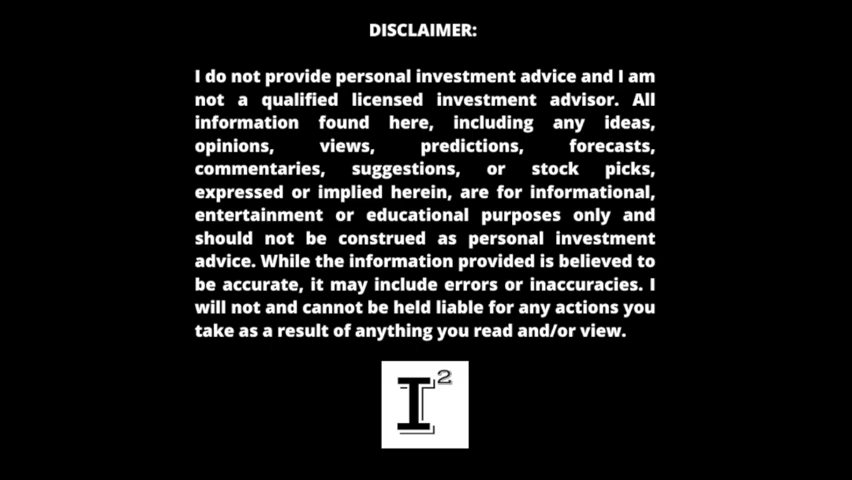 DISCLAIMER:
I do not provide personal investment advice and I am
not a qualified licensed investment advisor. All
information found here, including any ideas,
opinions, views, predictions, forecasts,
commentaries, suggestions, or stock picks,
expressed or implied herein, are for informational,
entertainment or educational purposes only and
should not be construed as personal investment
advice. While the information provided is believed to
be accurate, it may include errors or inaccuracies. I
will not and cannot be held liable for any actions you
take as a result of anything you read and/or view.
I²